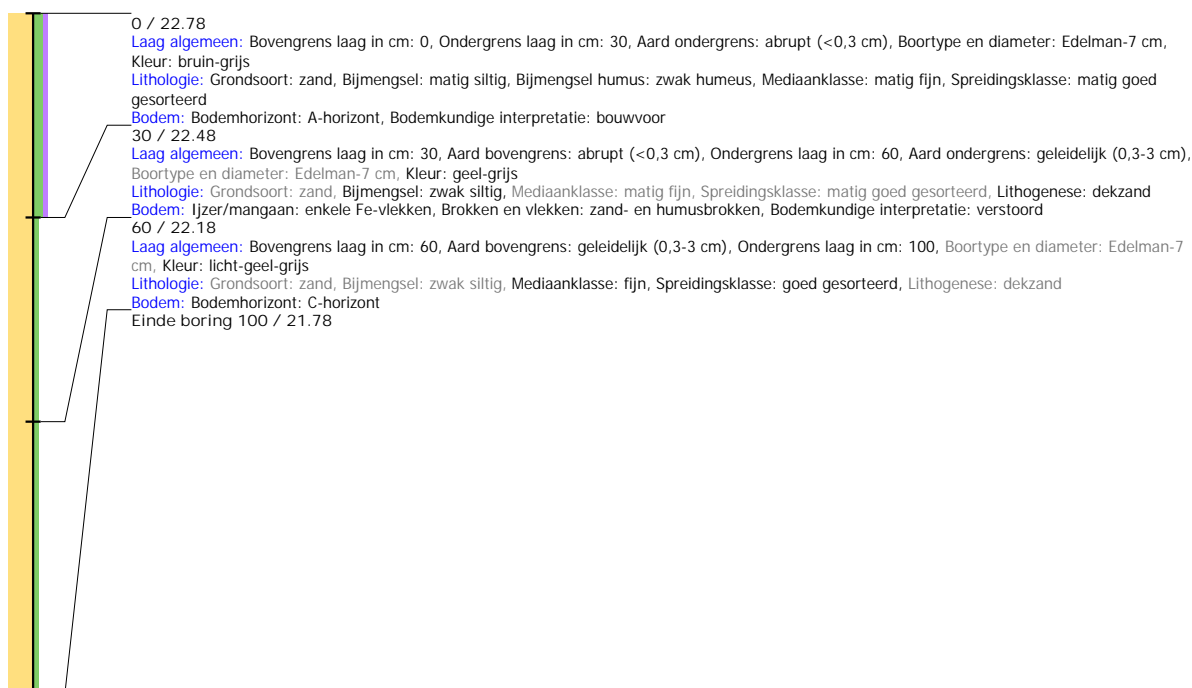 0 / 22.78
Laag algemeen: Bovengrens laag in cm: 0, Ondergrens laag in cm: 30, Aard ondergrens: abrupt (<0,3 cm), Boortype en diameter: Edelman-7 cm,
Kleur: bruin-grijs
Lithologie: Grondsoort: zand, Bijmengsel: matig siltig, Bijmengsel humus: zwak humeus, Mediaanklasse: matig fijn, Spreidingsklasse: matig goed
gesorteerd
Bodem: Bodemhorizont: A-horizont, Bodemkundige interpretatie: bouwvoor
30 / 22.48
Laag algemeen: Bovengrens laag in cm: 30, Aard bovengrens: abrupt (<0,3 cm), Ondergrens laag in cm: 60, Aard ondergrens: geleidelijk (0,3-3 cm),
Boortype en diameter: Edelman-7 cm, Kleur: geel-grijs
Lithologie: Grondsoort: zand, Bijmengsel: zwak siltig, Mediaanklasse: matig fijn, Spreidingsklasse: matig goed gesorteerd, Lithogenese: dekzand
Bodem: Ijzer/mangaan: enkele Fe-vlekken, Brokken en vlekken: zand- en humusbrokken, Bodemkundige interpretatie: verstoord
60 / 22.18
Laag algemeen: Bovengrens laag in cm: 60, Aard bovengrens: geleidelijk (0,3-3 cm), Ondergrens laag in cm: 100, Boortype en diameter: Edelman-7
cm, Kleur: licht-geel-grijs
Lithologie: Grondsoort: zand, Bijmengsel: zwak siltig, Mediaanklasse: fijn, Spreidingsklasse: goed gesorteerd, Lithogenese: dekzand
Bodem: Bodemhorizont: C-horizont
Einde boring 100 / 21.78